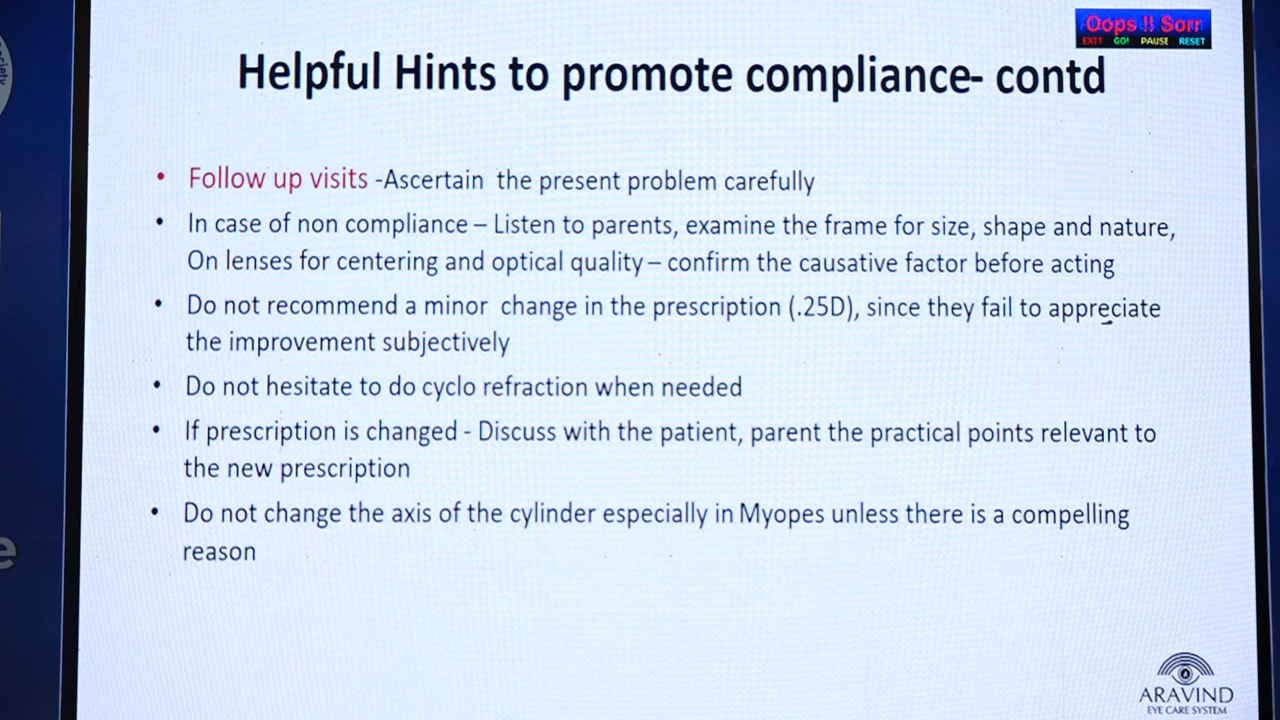 Oops !! Sorr
EXIT GO! PAUSE RESET
Helpful Hints to promote compliance- contd
• Follow up visits -Ascertain the present problem carefully
• In case of non compliance – Listen to parents, examine the frame for size, shape and nature,
On lenses for centering and optical quality – confirm the causative factor before acting
• Do not recommend a minor change in the prescription (.25D), since they fail to appreciate
the improvement subjectively
• Do not hesitate to do cyclo refraction when needed
• If prescription is changed - Discuss with the patient, parent the practical points relevant to
the new prescription
• Do not change the axis of the cylinder especially in Myopes unless there is a compelling
reason
ARAVIND
EYE CARE SYSTEM